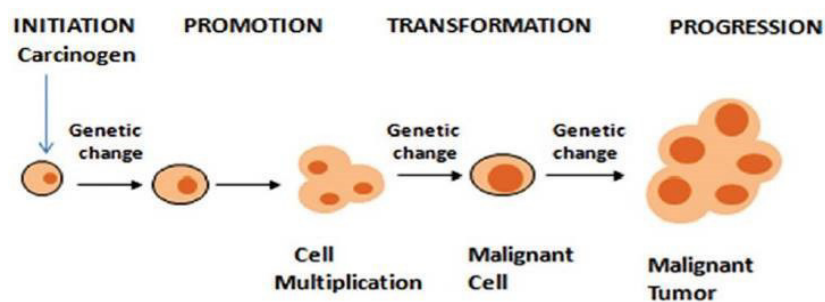 INITIATION PROMOTION TRANSFORMATION PROGRESSION
Carcinogen
Genetic
change
Genetic
change
Genetic
change
Cell
Multiplication
Malignant
Cell
Malignant
Tumor